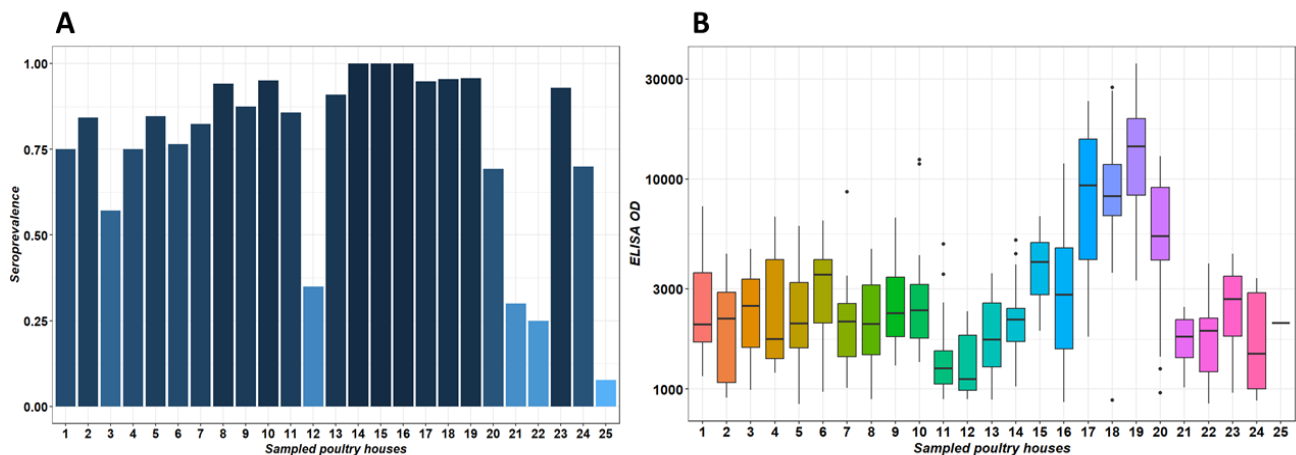 A
1.00
0.75
0.50
0.25
0.00
Seroprevalence
1 2 3 4 5 6 7 8 9 10 11 12 13 14 15 16 17 18 19 20 21 22 23 24 25
Sampled poultry houses
B
30000
10000
3000
1000
ELISA OD
1 2 3 4 5 6 7 8 9 10 11 12 13 14 15 16 17 18 19 20 21 22 23 24 25
Sampled poultry houses